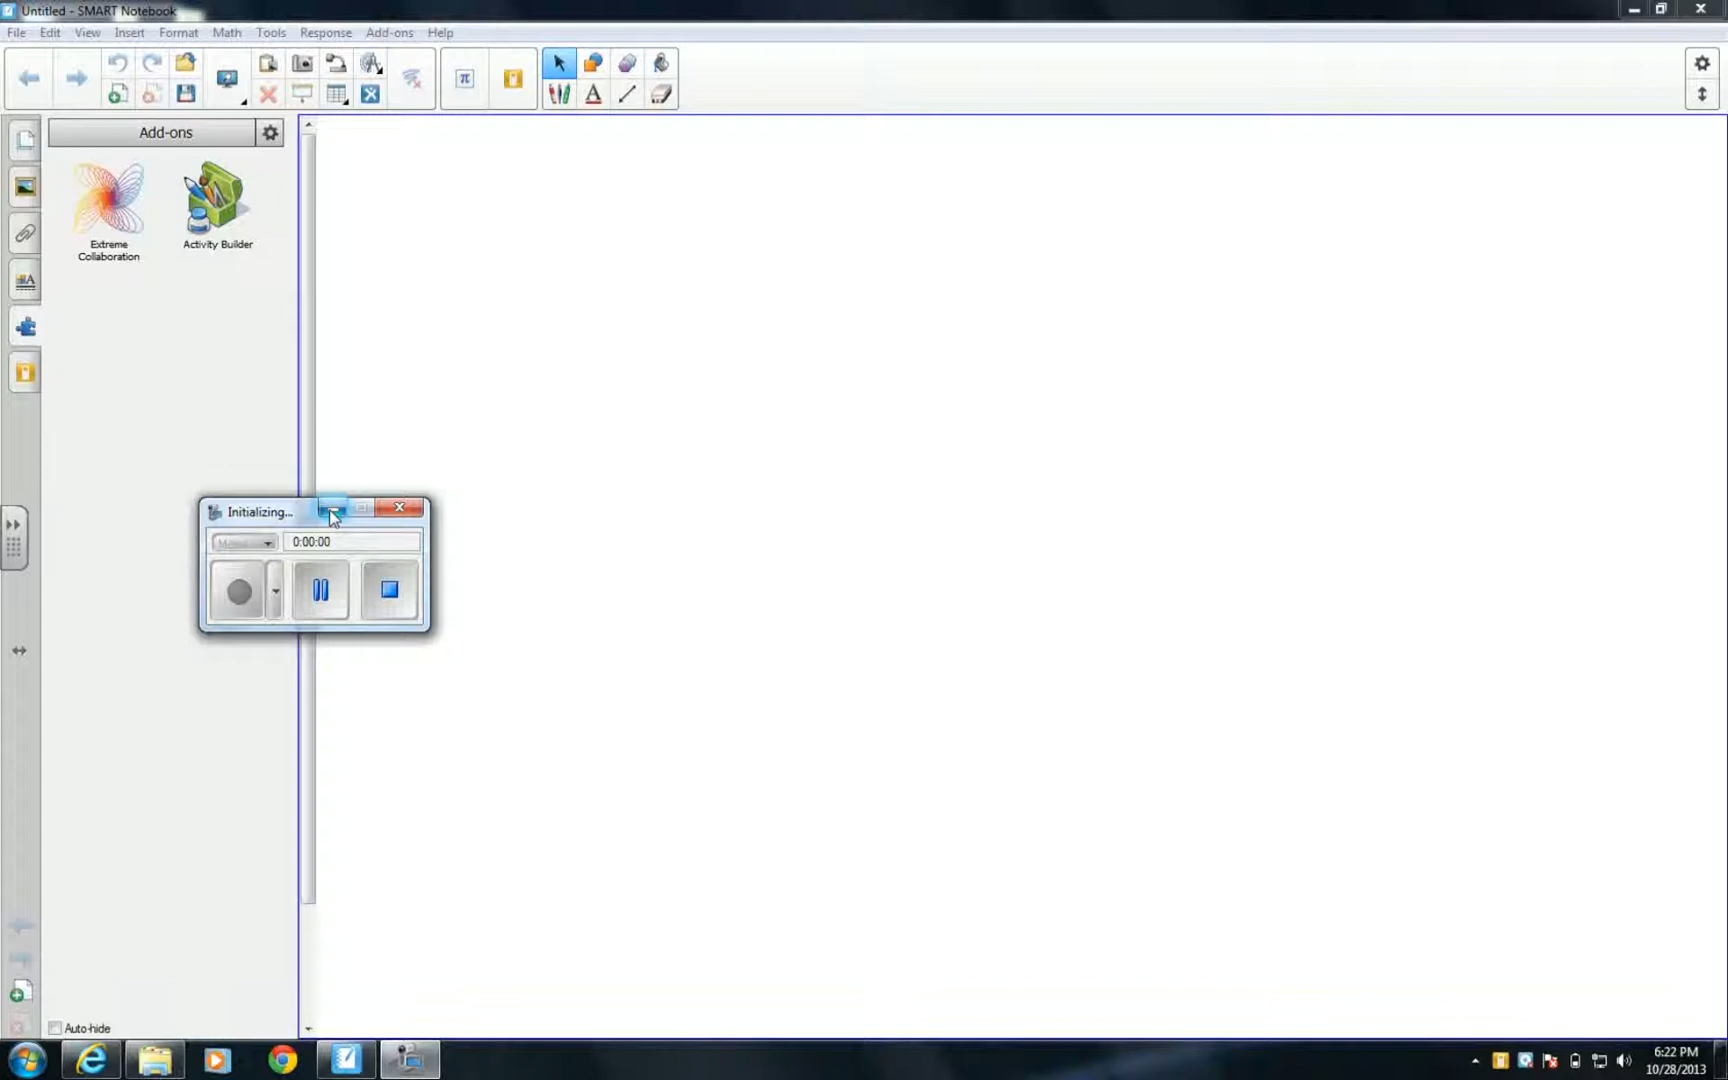 Untitled - SMART Notebook
File Edit View Insert Format Math Tools Response Add-ons Help
π
A
Add-ons
Extreme
Collaboration
Activity Builder
Initializing...
0:00:00
Auto-hide
6:22 PM
10/28/2013